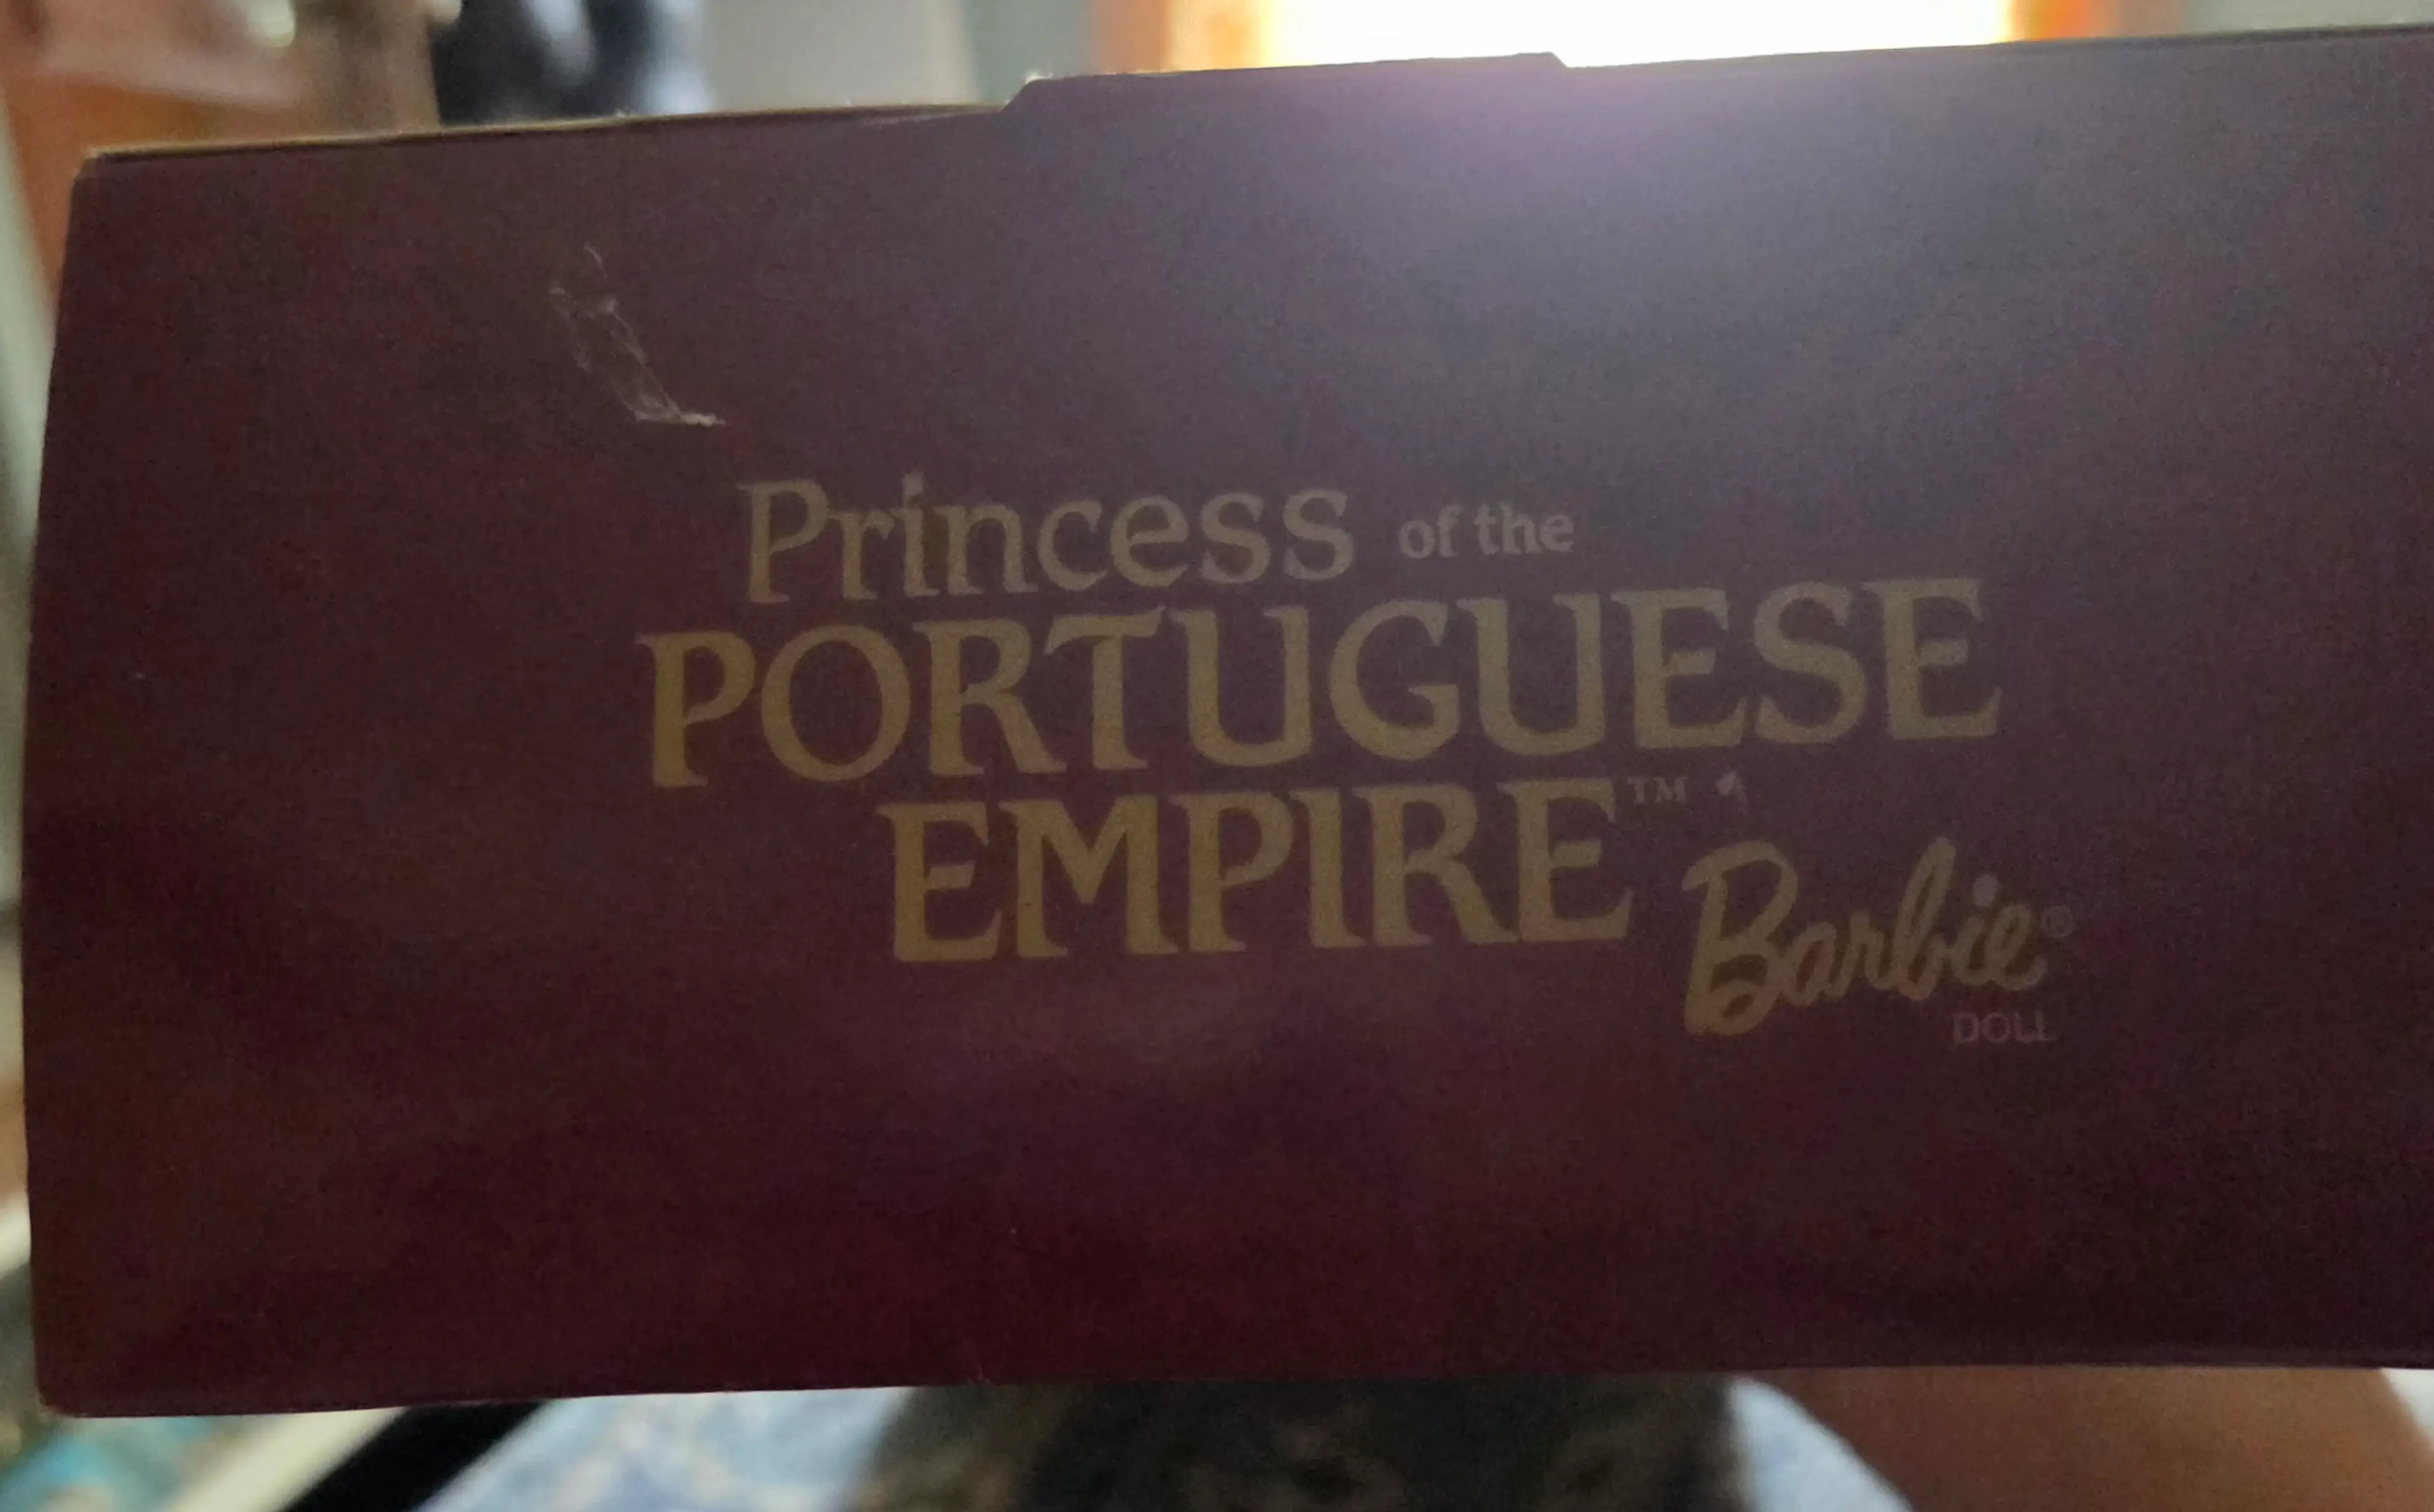 Princess of the
PORTUGUESE
EMPIRE™
Barbie®
DOLL